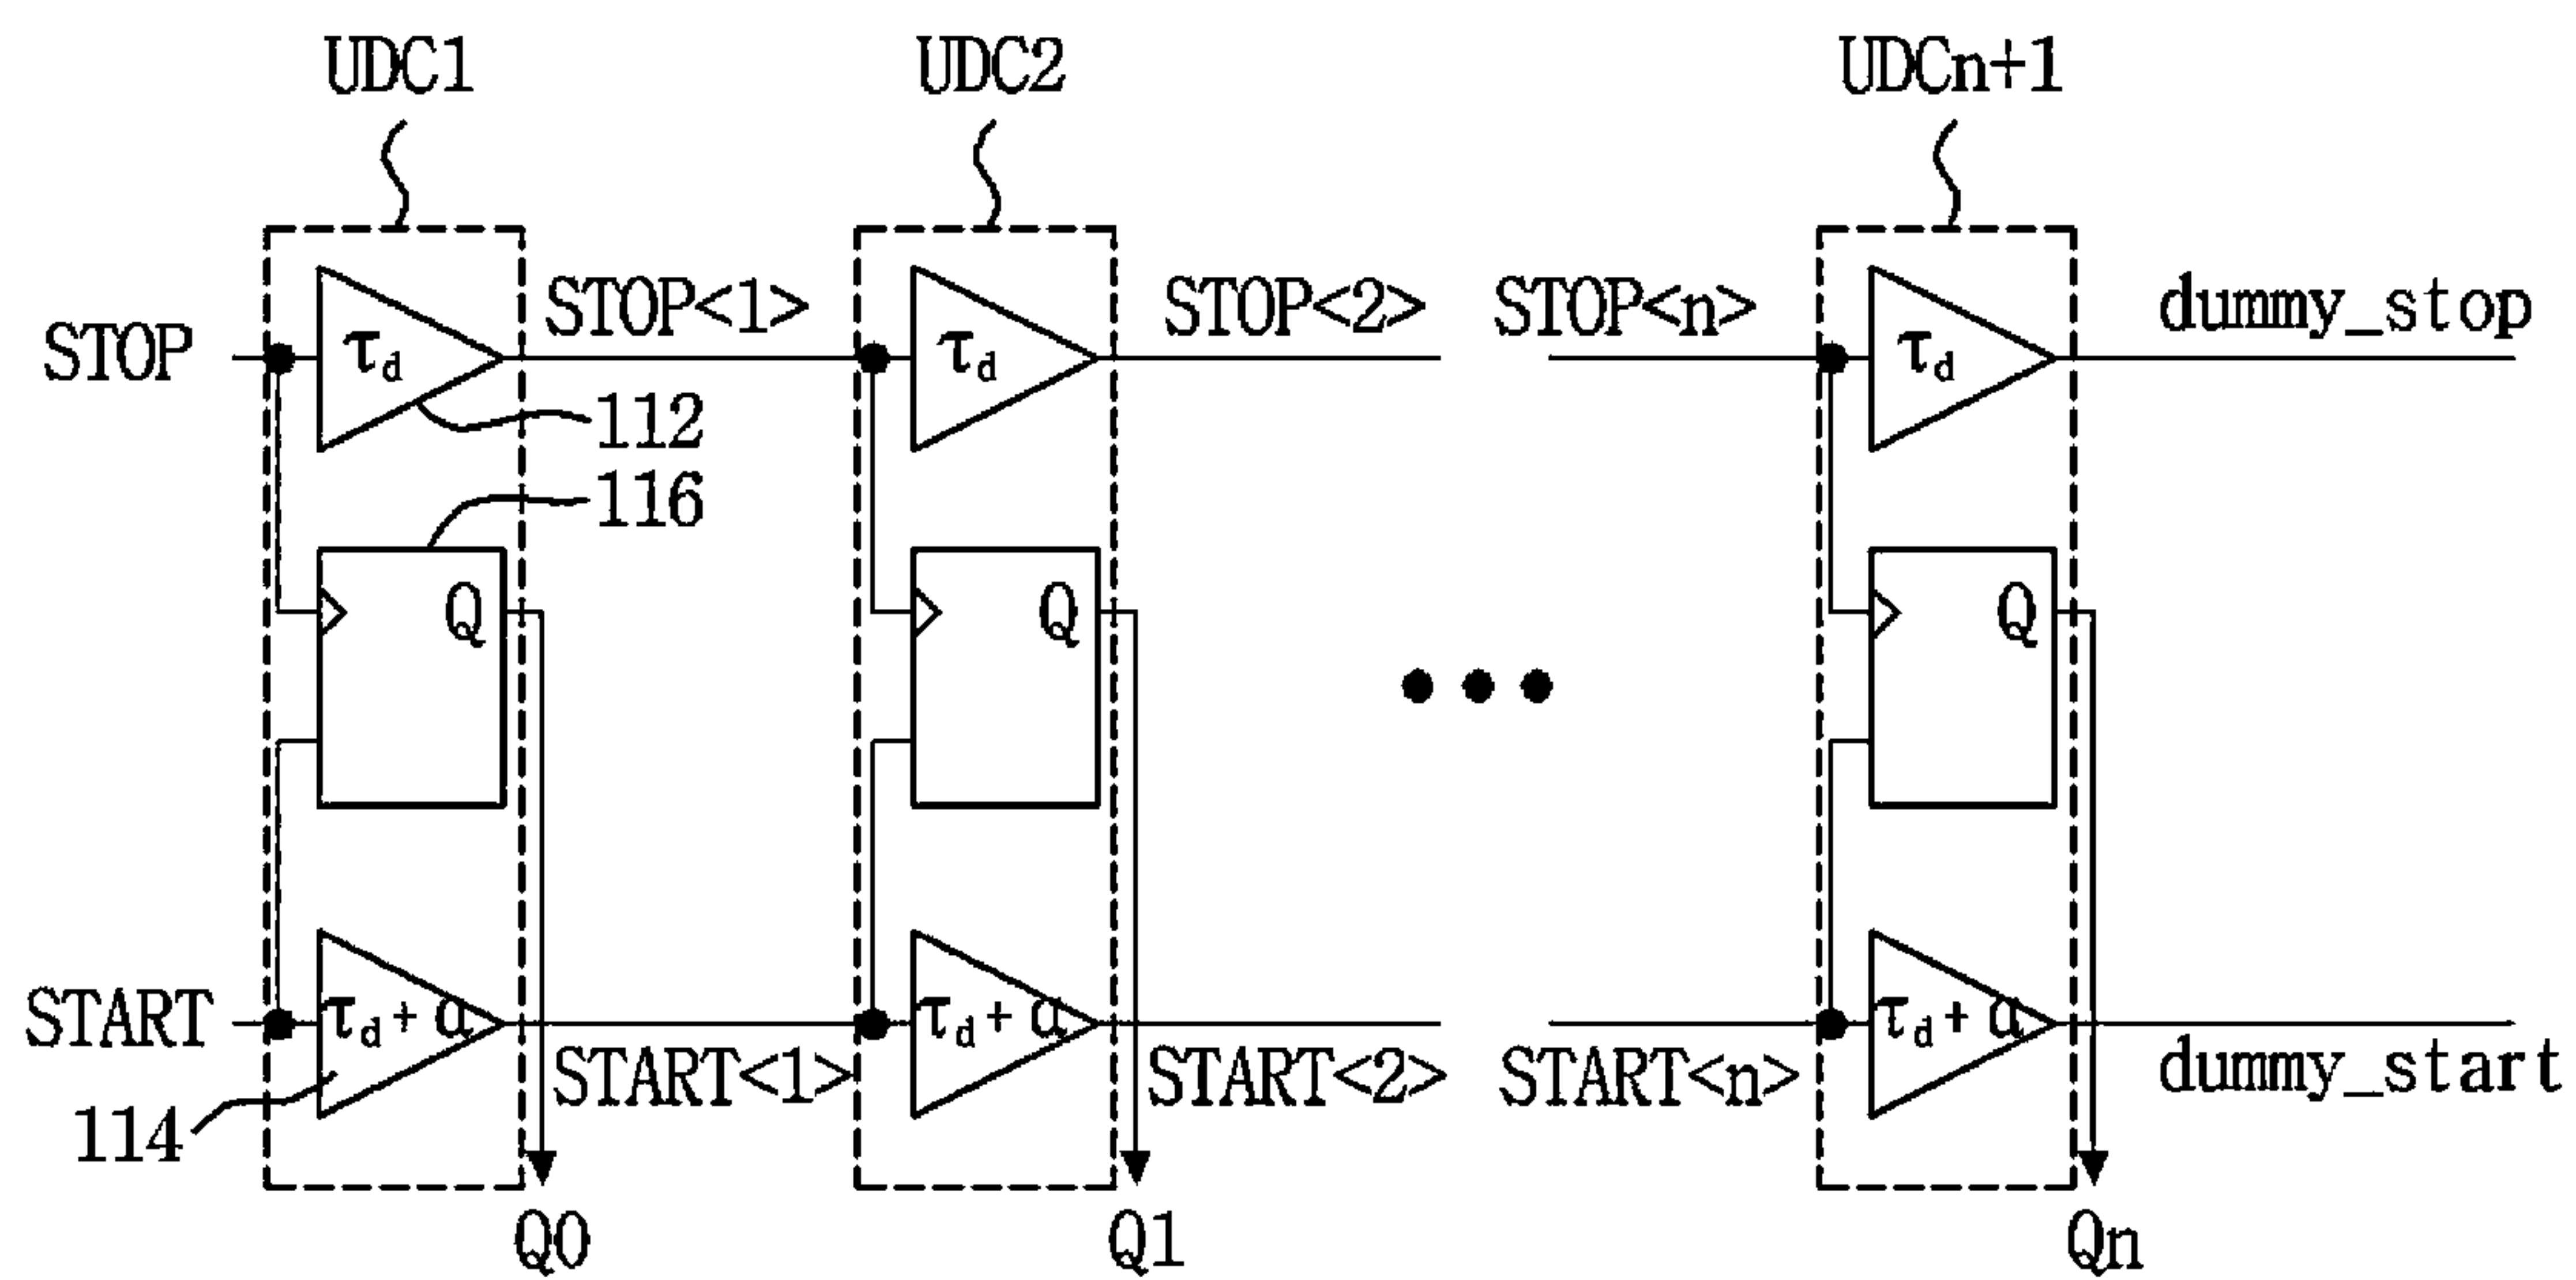 UDC1 UDC2 UDCn+1
STOP<1> STOP<2> STOP<n> dummy_stop
STOP τd τd τd
112
116
Q Q Q
START τd+α τd+α τd+α
START<1> START<2> START<n> dummy_start
114
Q0 Q1 Qn